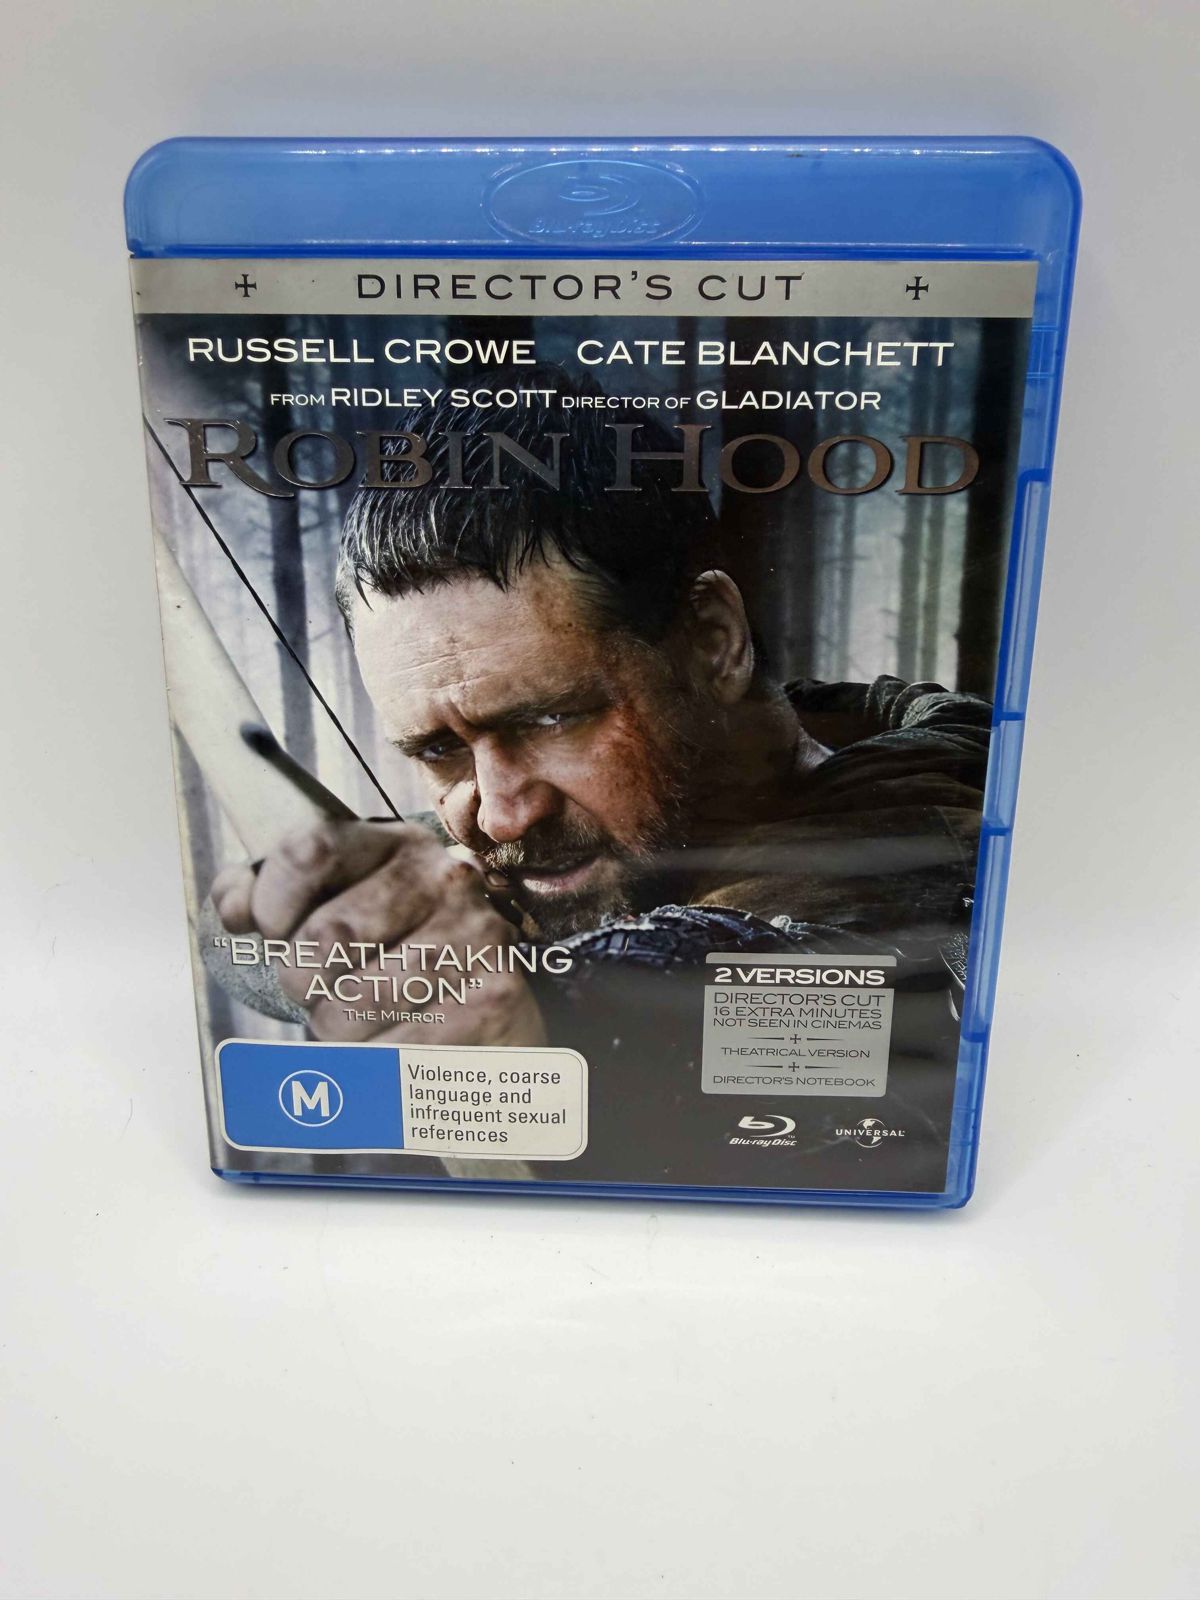 Blu-ray Disc
DIRECTOR'S CUT
RUSSELL CROWE CATE BLANCHETT
FROM RIDLEY SCOTT DIRECTOR OF GLADIATOR
ROBIN HOOD
"BREATHTAKING
ACTION"
THE MIRROR
2 VERSIONS
DIRECTOR'S CUT
16 EXTRA MINUTES
NOT SEEN IN CINEMAS
THEATRICAL VERSION
DIRECTOR'S NOTEBOOK
M
Violence, coarse
language and
infrequent sexual
references
Blu-ray Disc™
UNIVERSAL